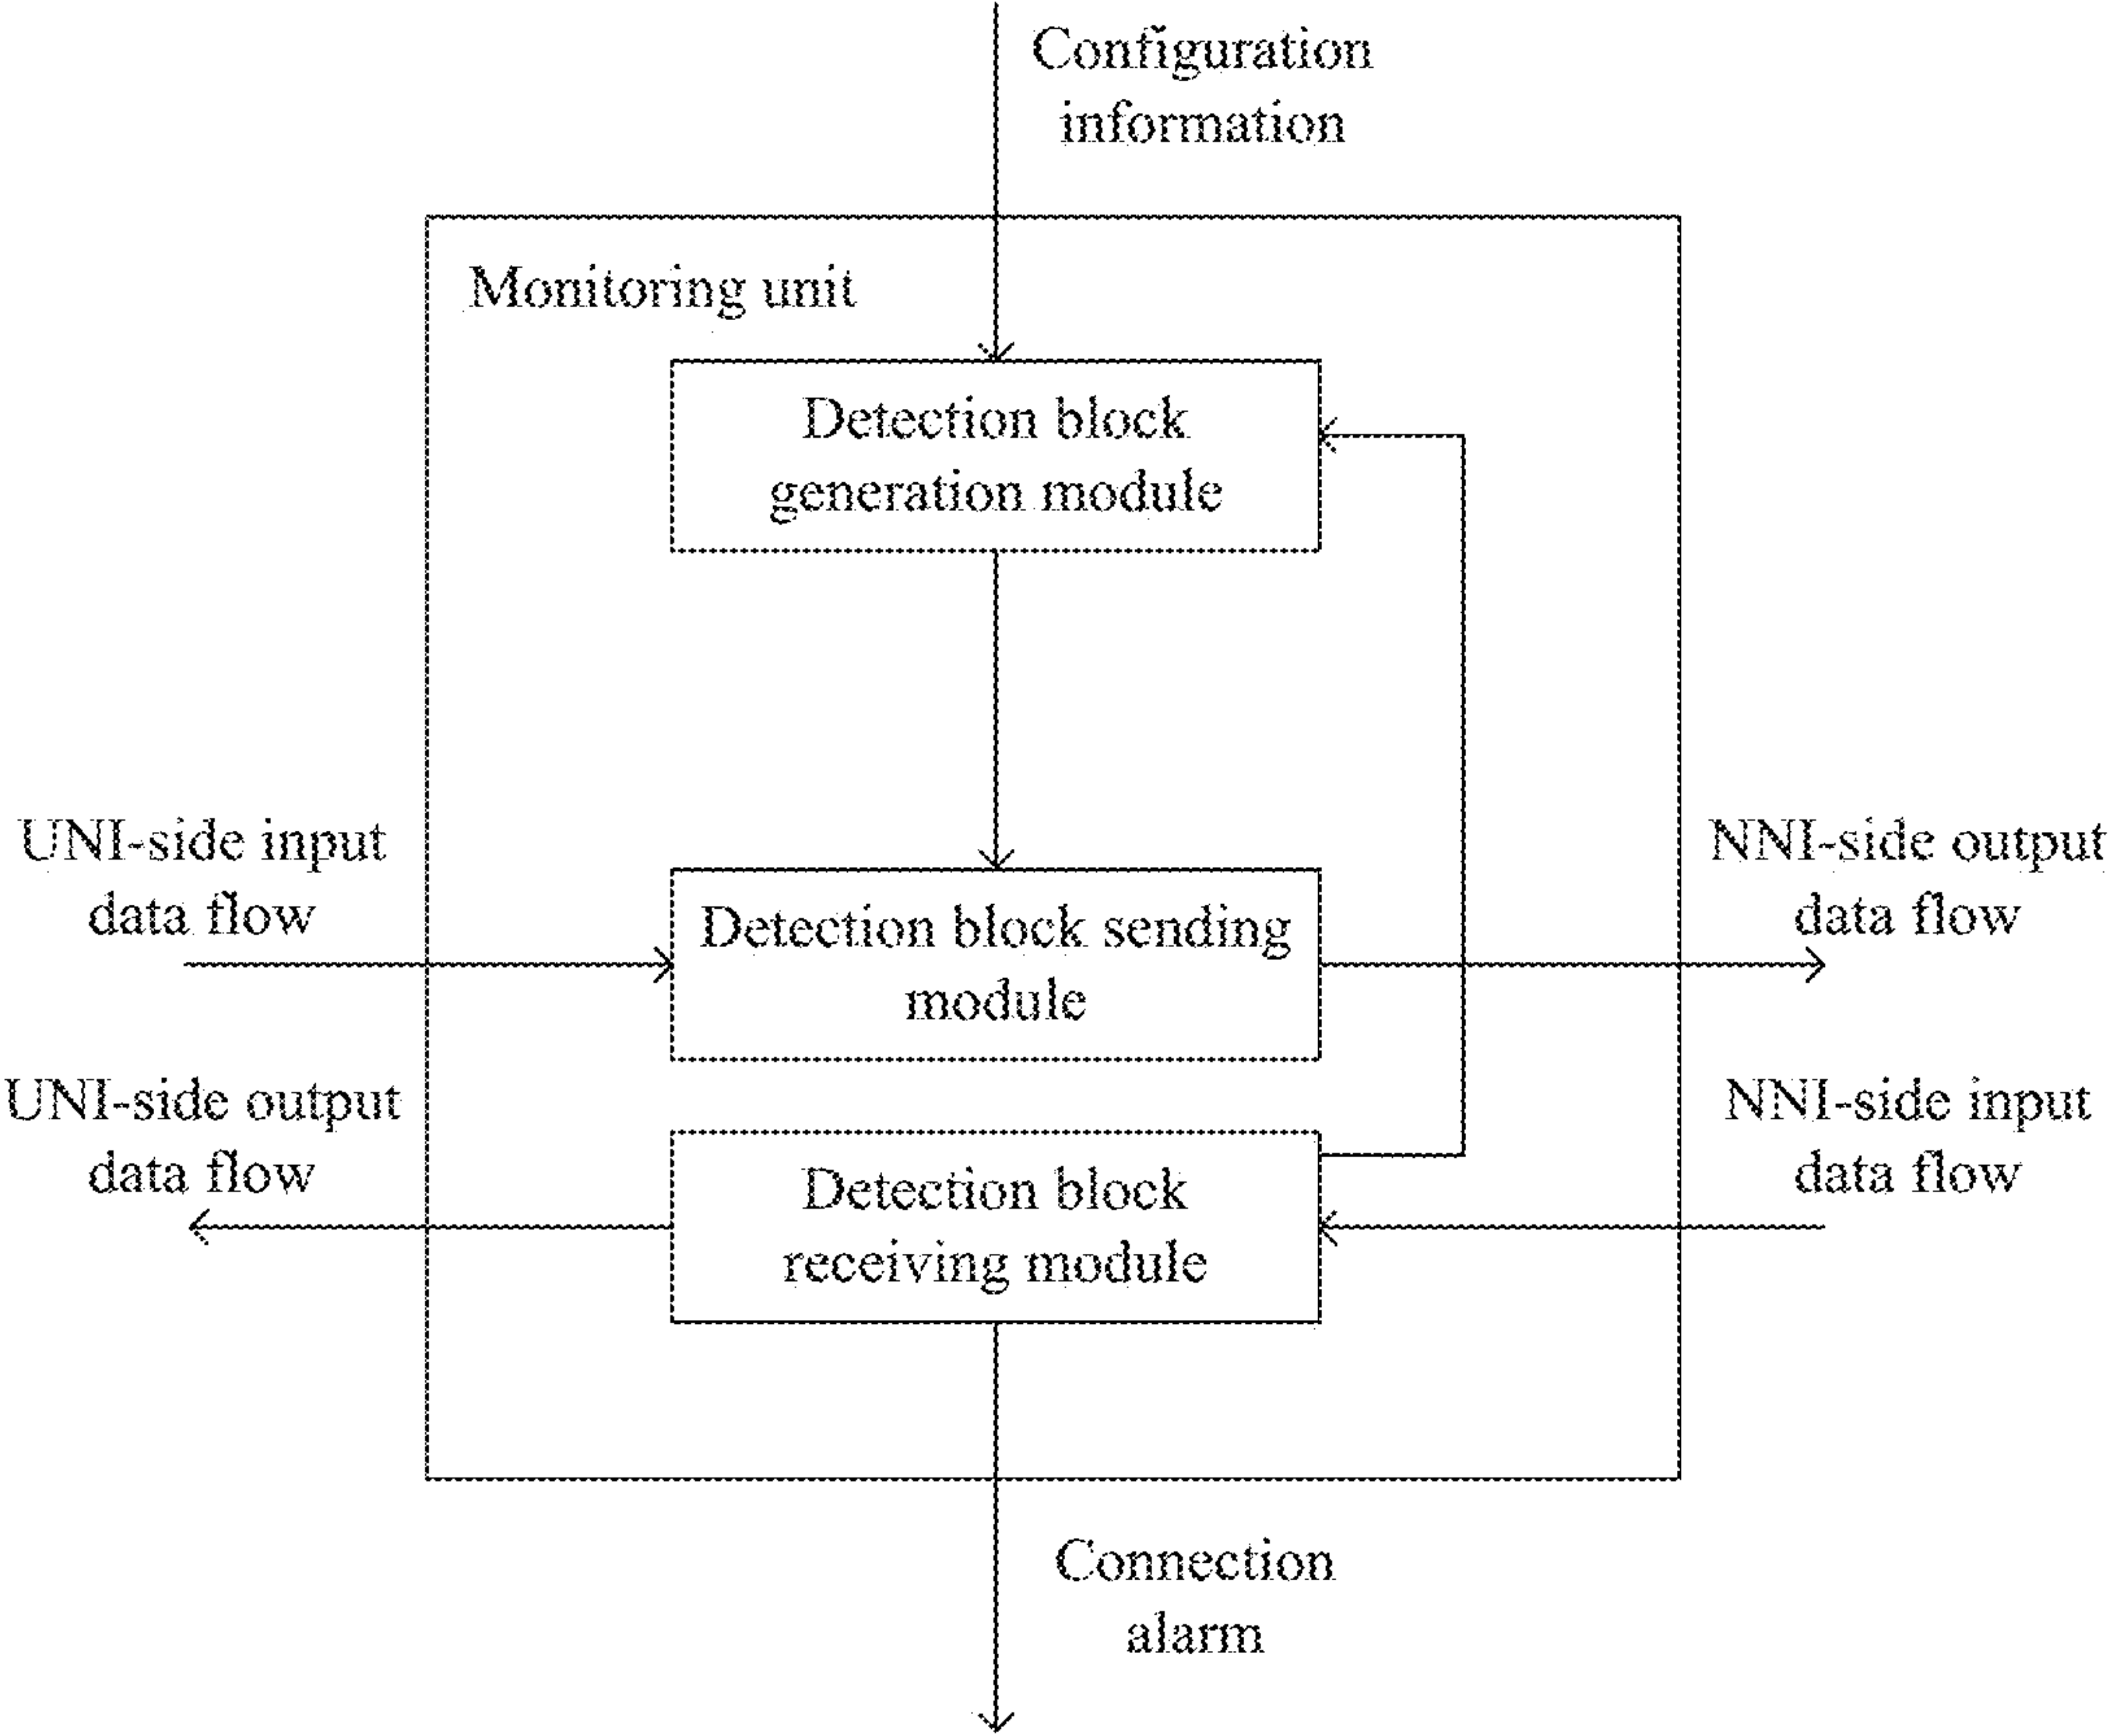 Configuration
information
Monitoring unit
Detection block
generation module
UNI-side input
data flow
NNI-side output
data flow
Detection block sending
module
UNI-side output
data flow
NNI-side input
data flow
Detection block
receiving module
Connection
alarm